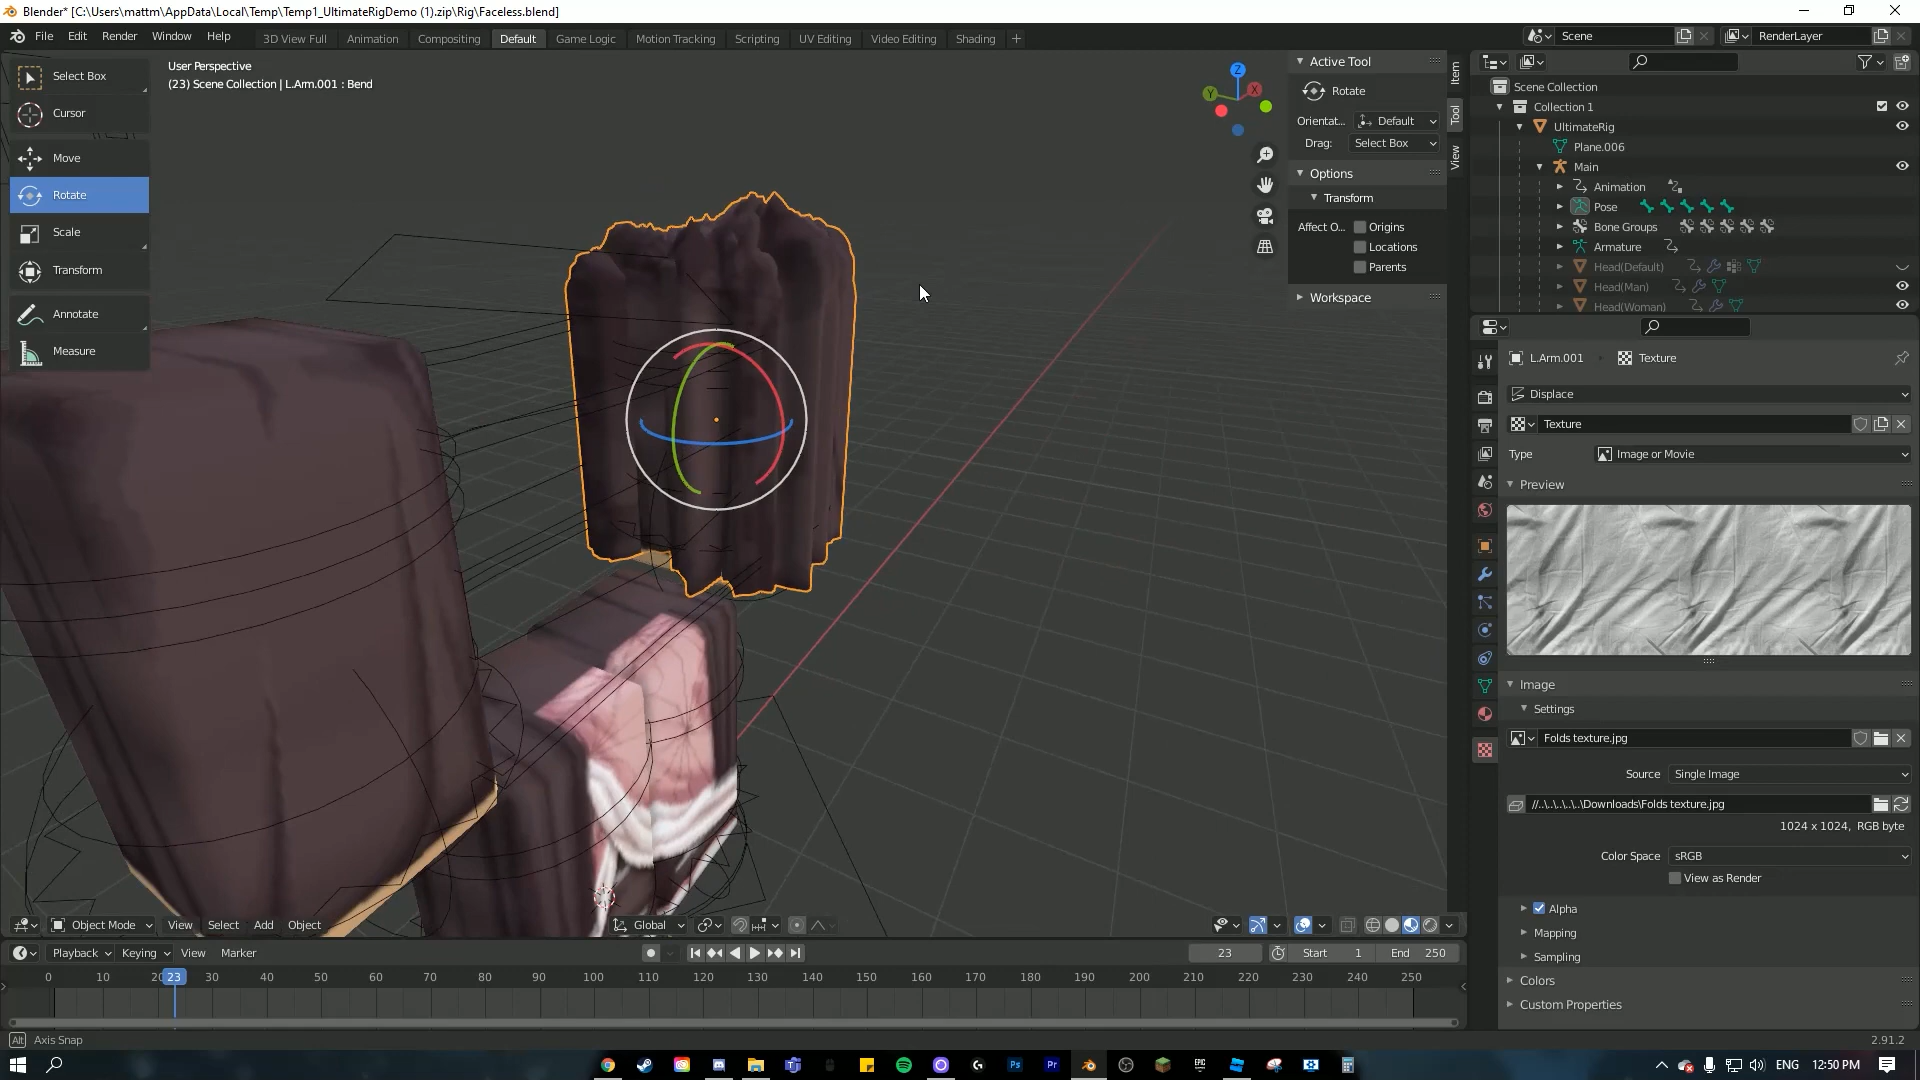 Blender* [C:\Users\mattm\AppData\Local\Temp\Temp1_UltimateRigDemo (1).zip\Rig\Faceless.blend]
File Edit Render Window Help
3D View Full Animation Compositing Default Game Logic Motion Tracking Scripting UV Editing Video Editing Shading +
Scene
RenderLayer
Select Box
Cursor
Move
Rotate
Scale
Transform
Annotate
Measure
User Perspective
(23) Scene Collection | L.Arm.001 : Bend
Z
Y
X
Active Tool
Rotate
Orientat... Default
Drag: Select Box
Options
Transform
Affect O... Origins
Locations
Parents
Workspace
Item
Tool
View
Scene Collection
Collection 1
UltimateRig
Plane.006
Main
Animation
Pose
Bone Groups
Armature
Head(Default)
Head(Man)
Head(Woman)
L.Arm.001 Texture
Displace
Texture
Type Image or Movie
Preview
Image
Settings
Folds texture.jpg
Source Single Image
//..\..\..\..\..\Downloads\Folds texture.jpg
1024 x 1024, RGB byte
Color Space sRGB
View as Render
Alpha
Mapping
Sampling
Colors
Custom Properties
Object Mode View Select Add Object
Global
Playback Keying View Marker
23 Start 1 End 250
0 10 20 23 30 40 50 60 70 80 90 100 110 120 130 140 150 160 170 180 190 200 210 220 230 240 250
Alt Axis Snap
2.91.2
Ps
Pr
EPIC
ENG 12:50 PM